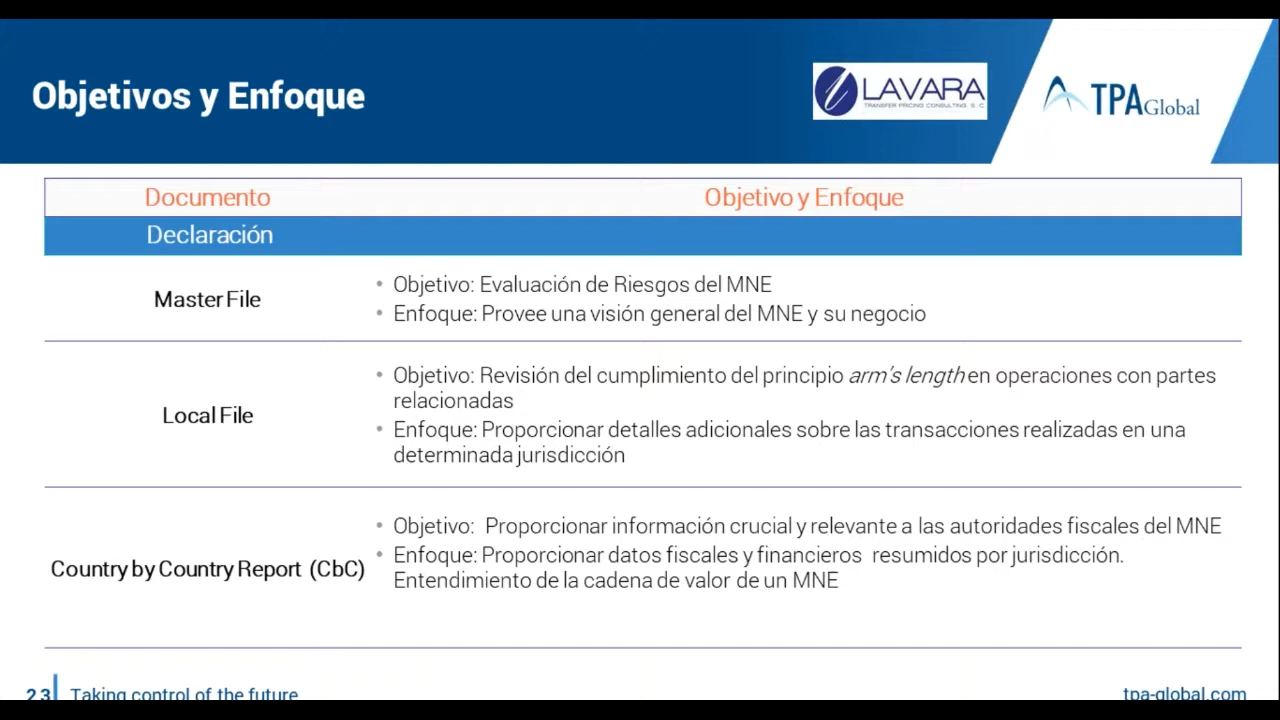 Objetivos y Enfoque
LAVARA
TRANSFER PRICING CONSULTING S.C
TPA Global
Documento
Objetivo y Enfoque
Declaración
Master File
• Objetivo: Evaluación de Riesgos del MNE
• Enfoque: Provee una visión general del MNE y su negocio
Local File
• Objetivo: Revisión del cumplimiento del principio arm's length en operaciones con partes
relacionadas
• Enfoque: Proporcionar detalles adicionales sobre las transacciones realizadas en una
determinada jurisdicción
Country by Country Report (CbC)
• Objetivo: Proporcionar información crucial y relevante a las autoridades fiscales del MNE
• Enfoque: Proporcionar datos fiscales y financieros resumidos por jurisdicción.
Entendimiento de la cadena de valor de un MNE
23
Taking control of the future
tpa-global.com